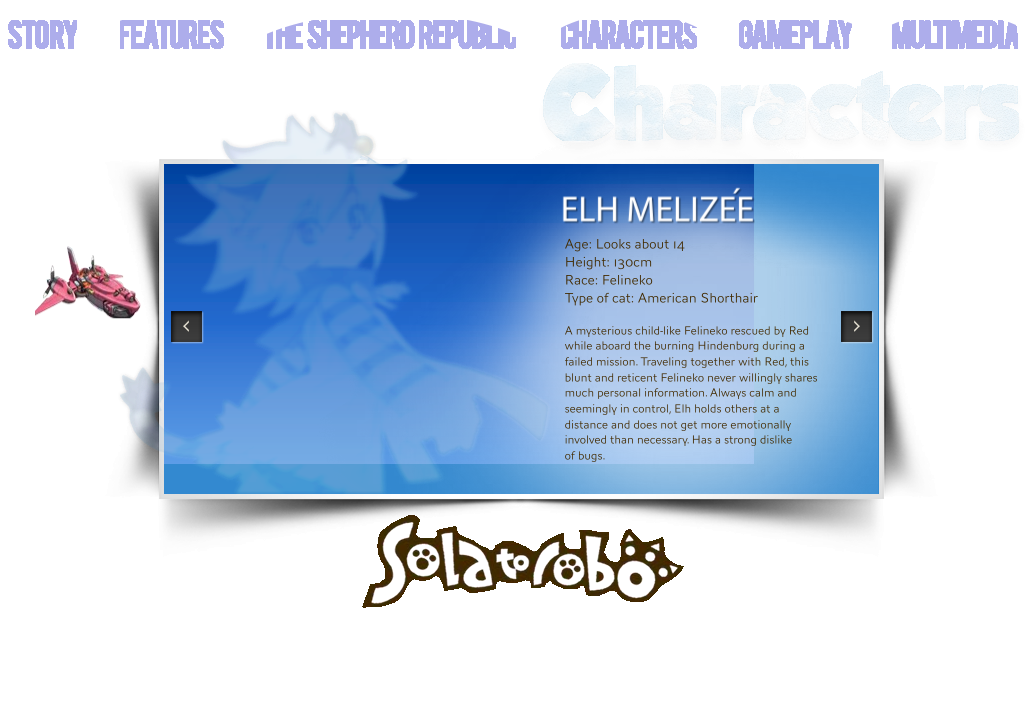 STORY FEATURES THE SHEPHERD REPUBLIC CHARACTERS GAMEPLAY MULTIMEDIA
Characters
ELH MELIZÉE
Age: Looks about 14
Height: 130cm
Race: Felineko
Type of cat: American Shorthair
A mysterious child-like Felineko rescued by Red
while aboard the burning Hindenburg during a
failed mission. Traveling together with Red, this
blunt and reticent Felineko never willingly shares
much personal information. Always calm and
seemingly in control, Elh holds others at a
distance and does not get more emotionally
involved than necessary. Has a strong dislike
of bugs.
Solatorobo